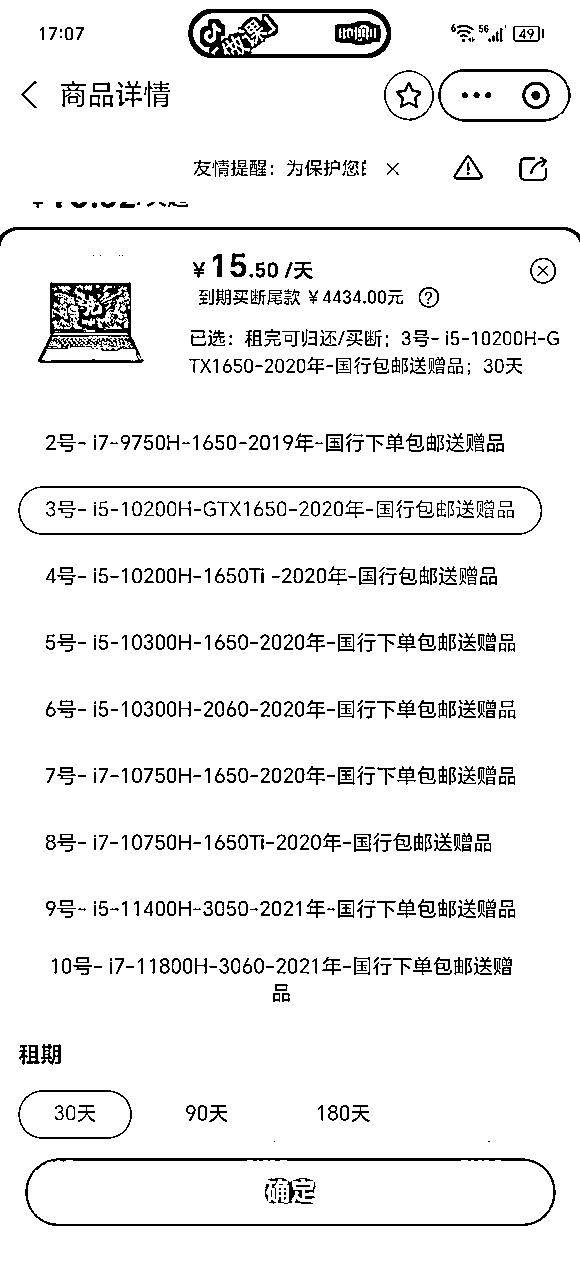 17:07
做课
49
商品详情
友情提醒：为保护您
¥15.50 /天
到期买断尾款 ¥4434.00元
已选：租完可归还/买断；3号- i5-10200H-G
TX1650-2020年-国行包邮送赠品；30天
2号- i7-9750H-1650-2019年-国行下单包邮送赠品
3号- i5-10200H-GTX1650-2020年-国行包邮送赠品
4号- i5-10200H-1650Ti -2020年-国行包邮送赠品
5号- i5-10300H-1650-2020年-国行下单包邮送赠品
6号- i5-10300H-2060-2020年-国行下单包邮送赠品
7号- i7-10750H-1650-2020年-国行下单包邮送赠品
8号- i7-10750H-1650Ti-2020年-国行包邮送赠品
9号- i5-11400H-3050-2021年-国行下单包邮送赠品
10号- i7-11800H-3060-2021年-国行下单包邮送赠
品
租期
30天 90天 180天
确定